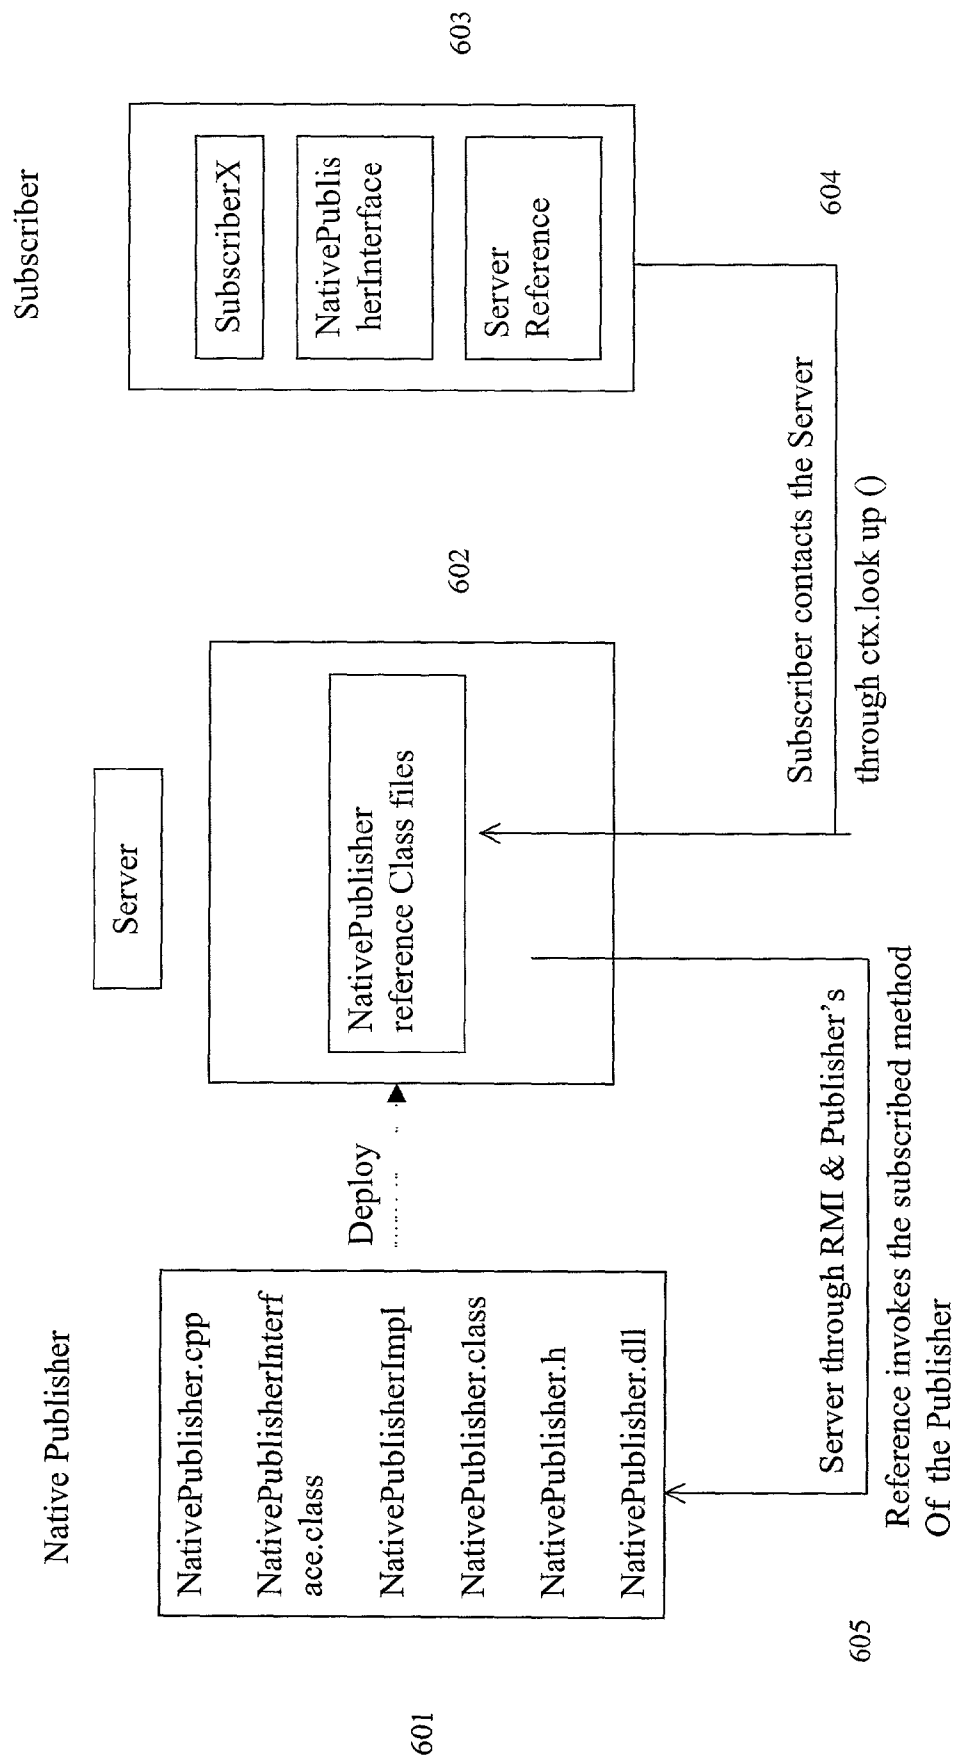 Native Publisher
601
NativePublisher.cpp
NativePublisherInterf
ace.class
NativePublisherImpl
NativePublisher.class
NativePublisher.h
NativePublisher.dll
Deploy
Server
602
NativePublisher
reference Class files
Subscriber
603
SubscriberX
NativePublis
herInterface
Server
Reference
604
Subscriber contacts the Server
through ctx.look up ()
605
Server through RMI & Publisher's
Reference invokes the subscribed method
Of the Publisher